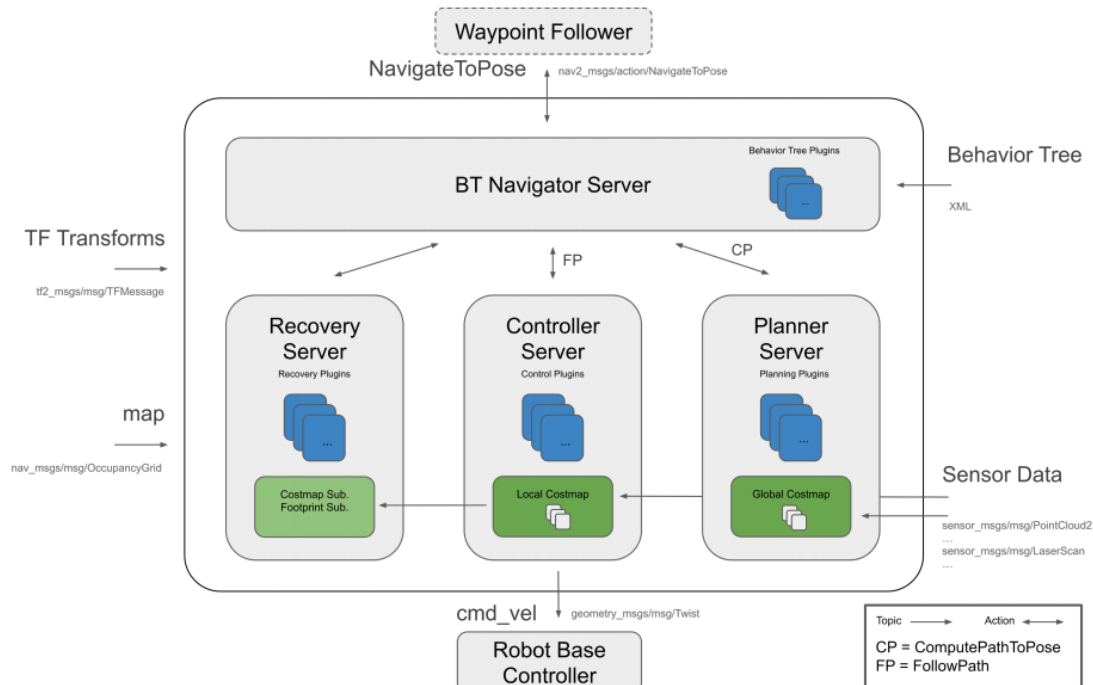 Waypoint Follower
NavigateToPose
nav2_msgs/action/NavigateToPose
Behavior Tree Plugins
...
BT Navigator Server
Behavior Tree
XML
TF Transforms
tf2_msgs/msg/TFMessage
FP
CP
Recovery
Server
Recovery Plugins
...
Controller
Server
Control Plugins
...
Planner
Server
Planning Plugins
...
map
nav_msgs/msg/OccupancyGrid
Costmap Sub.
Footprint Sub.
Local Costmap
Global Costmap
Sensor Data
sensor_msgs/msg/PointCloud2
...
sensor_msgs/msg/LaserScan
...
cmd_vel
geometry_msgs/msg/Twist
Robot Base
Controller
Topic
Action
CP = ComputePathToPose
FP = FollowPath